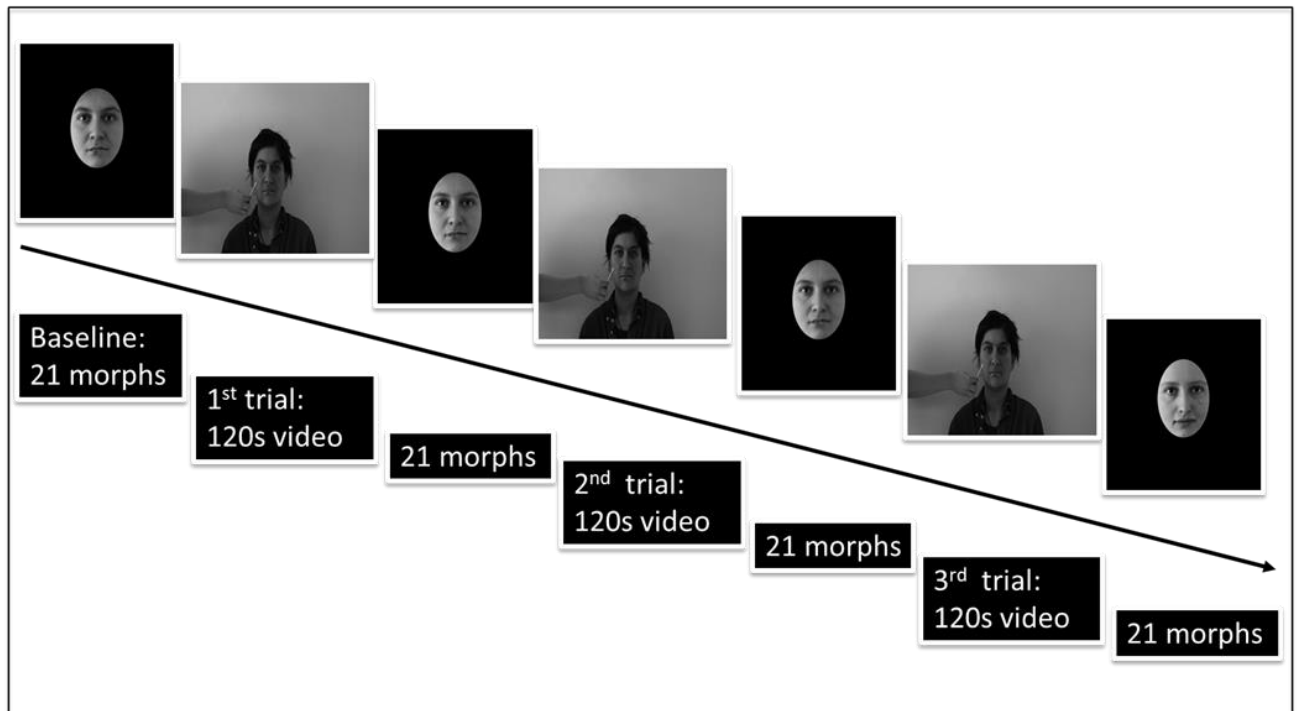 Baseline:
21 morphs
1st trial:
120s video
21 morphs
2nd trial:
120s video
21 morphs
3rd trial:
120s video
21 morphs